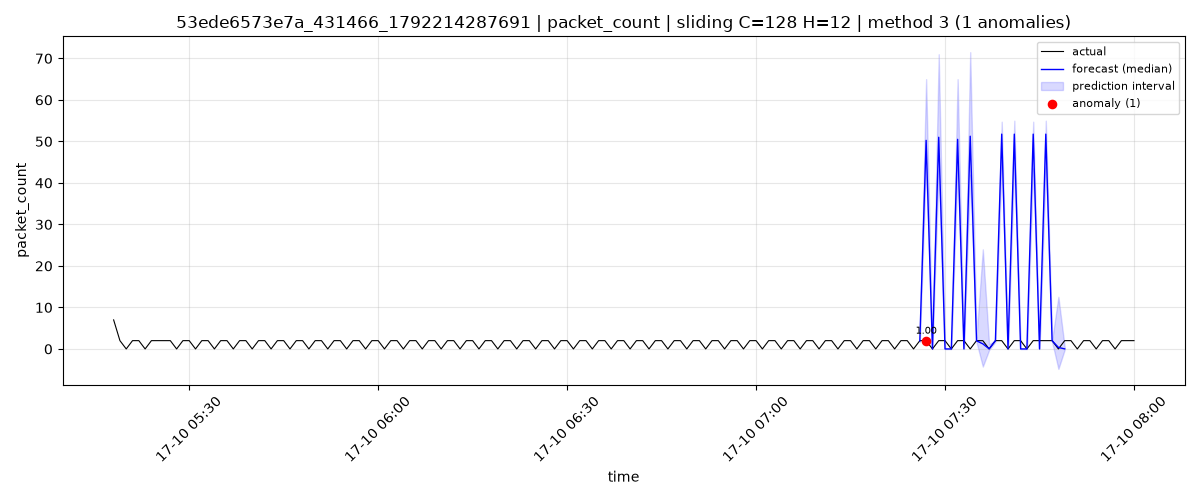 53ede6573e7a_431466_1792214287691 | packet_count | sliding C=128 H=12 | method 3 (1 anomalies)
actual
forecast (median)
prediction interval
anomaly (1)
packet_count
70
60
50
40
30
20
10
0
1.00
17-10 05:30
17-10 06:00
17-10 06:30
17-10 07:00
17-10 07:30
17-10 08:00
time